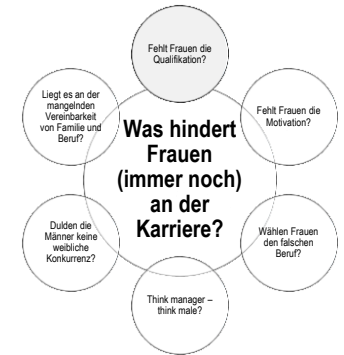 Fehlt Frauen die
Qualifikation?
Liegt es an der
mangelnden
Vereinbarkeit
von Familie und
Beruf?
Fehlt Frauen die
Motivation?
Was hindert
Frauen
(immer noch)
an der
Karriere?
Dulden die
Männer keine
weibliche
Konkurrenz?
Wählen Frauen
den falschen
Beruf?
Think manager –
think male?